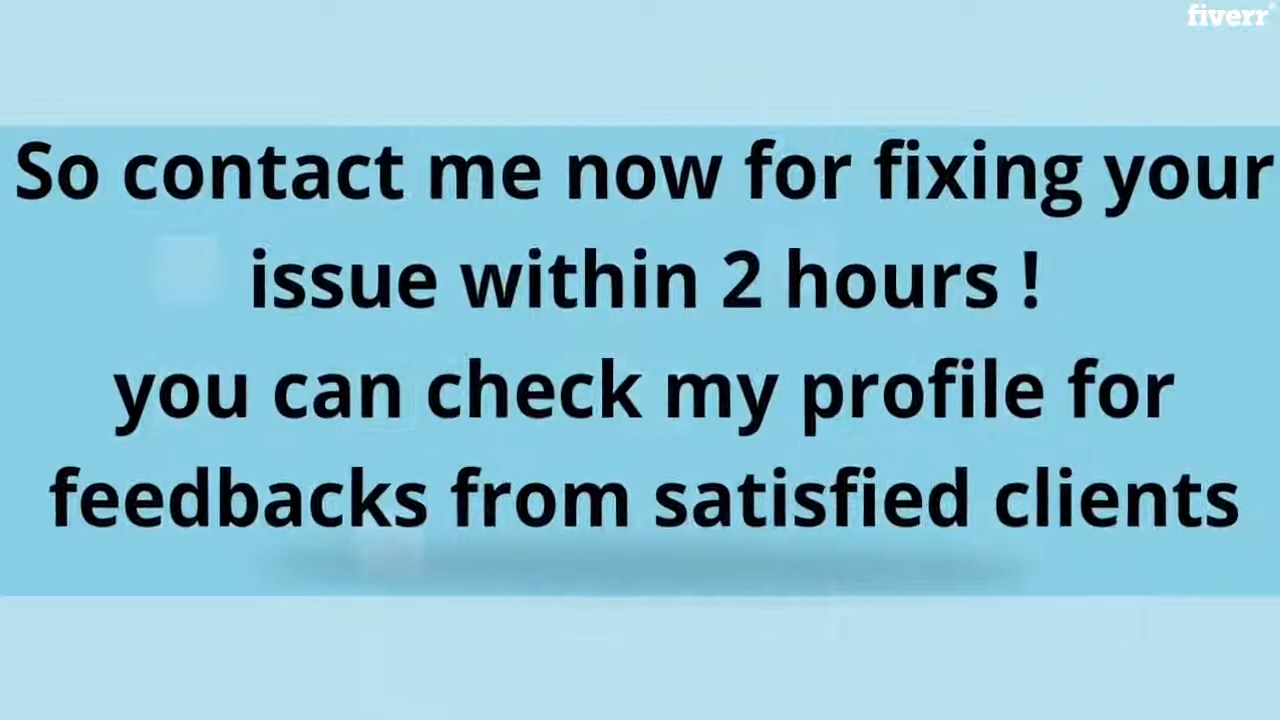 fiverr
So contact me now for fixing your
issue within 2 hours !
you can check my profile for
feedbacks from satisfied clients